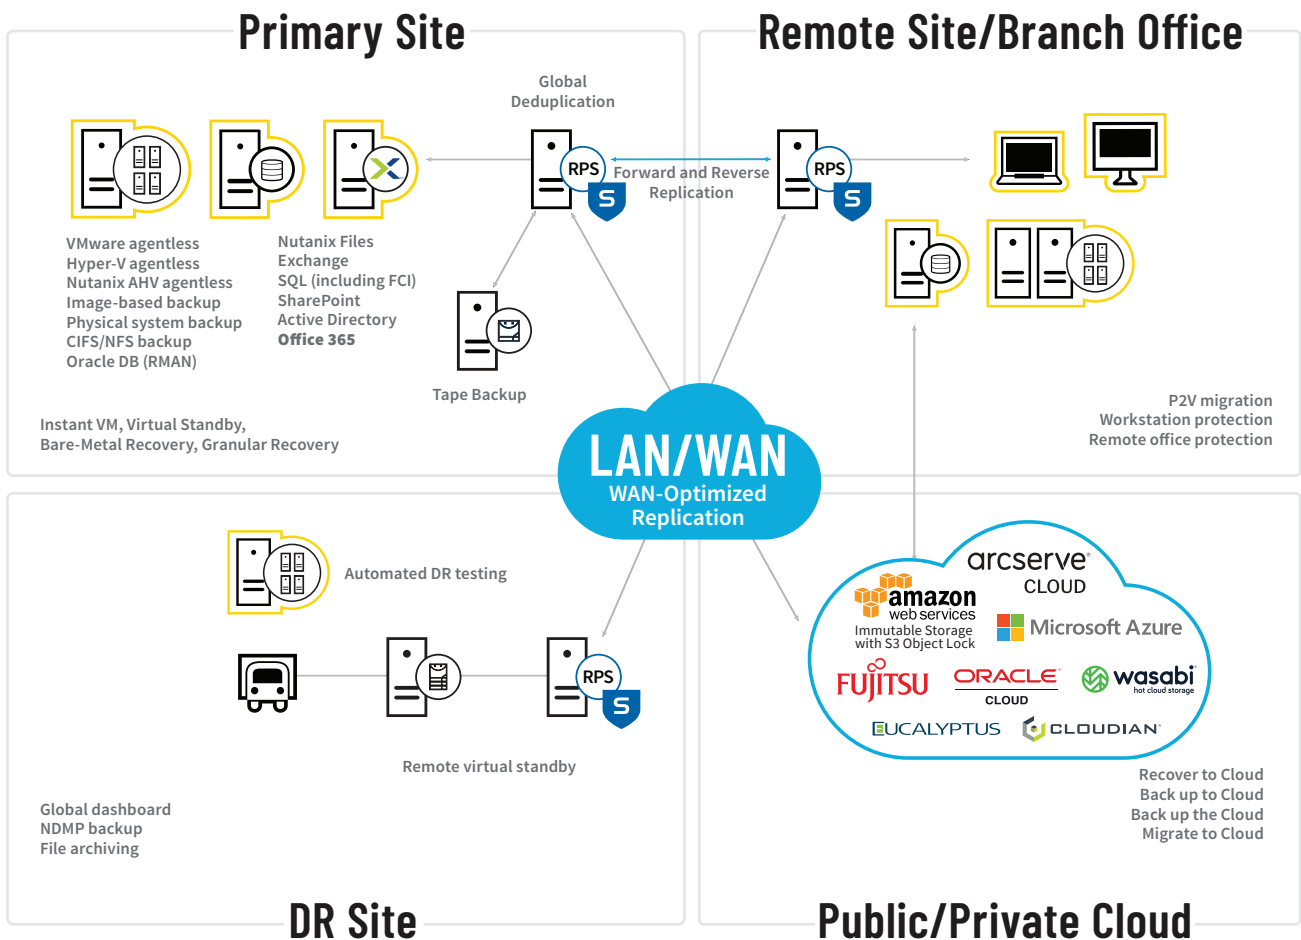 Primary Site
Global
Deduplication
RPS
S
VMware agentless
Hyper-V agentless
Nutanix AHV agentless
Image-based backup
Physical system backup
CIFS/NFS backup
Oracle DB (RMAN)
Nutanix Files
Exchange
SQL (including FCI)
SharePoint
Active Directory
Office 365
Tape Backup
Instant VM, Virtual Standby,
Bare-Metal Recovery, Granular Recovery
Forward and Reverse
Replication
Remote Site/Branch Office
RPS
S
P2V migration
Workstation protection
Remote office protection
LAN/WAN
WAN-Optimized
Replication
Automated DR testing
RPS
S
Remote virtual standby
Global dashboard
NDMP backup
File archiving
DR Site
arcserve®
CLOUD
amazon
web services
Immutable Storage
with S3 Object Lock
Microsoft Azure
FUJITSU
ORACLE®
CLOUD
wasabi
hot cloud storage
EUCALYPTUS
CLOUDIAN®
Recover to Cloud
Back up to Cloud
Back up the Cloud
Migrate to Cloud
Public/Private Cloud